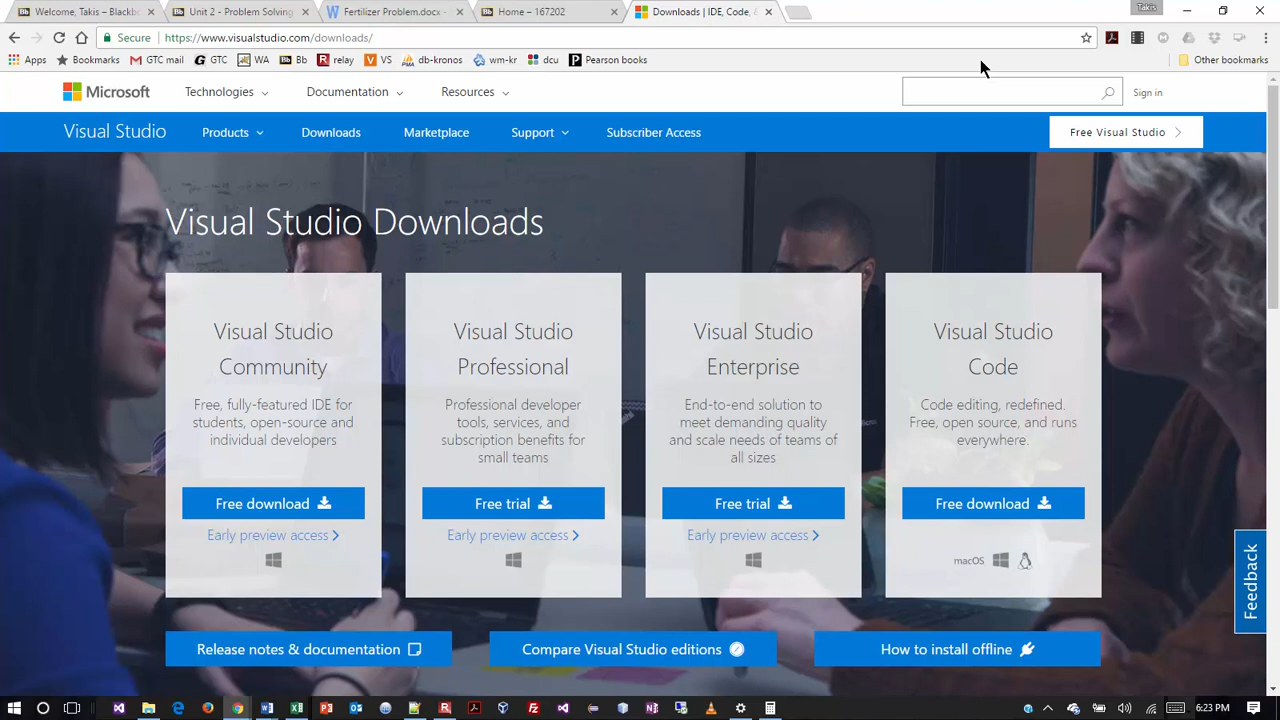 Welcome, Takis – Blackb
Unit 2 - Problem Solving
Fertilizer Problem.docx -
Home – 167202
Downloads | IDE, Code, &
Takis
Secure
https://www.visualstudio.com/downloads/
Apps
Bookmarks
GTC mail
GTC
WA
Bb
relay
VS
db-kronos
wm-kr
dcu
Pearson books
Other bookmarks
Microsoft
Technologies
Documentation
Resources
Sign in
Visual Studio
Products
Downloads
Marketplace
Support
Subscriber Access
Free Visual Studio
Visual Studio Downloads
Visual Studio
Community
Free, fully-featured IDE for
students, open-source and
individual developers
Free download
Early preview access
Visual Studio
Professional
Professional developer
tools, services, and
subscription benefits for
small teams
Free trial
Early preview access
Visual Studio
Enterprise
End-to-end solution to
meet demanding quality
and scale needs of teams of
all sizes
Free trial
Early preview access
Visual Studio
Code
Code editing, redefined.
Free, open source, and runs
everywhere.
Free download
macOS
Feedback
Release notes & documentation
Compare Visual Studio editions
How to install offline
6:23 PM